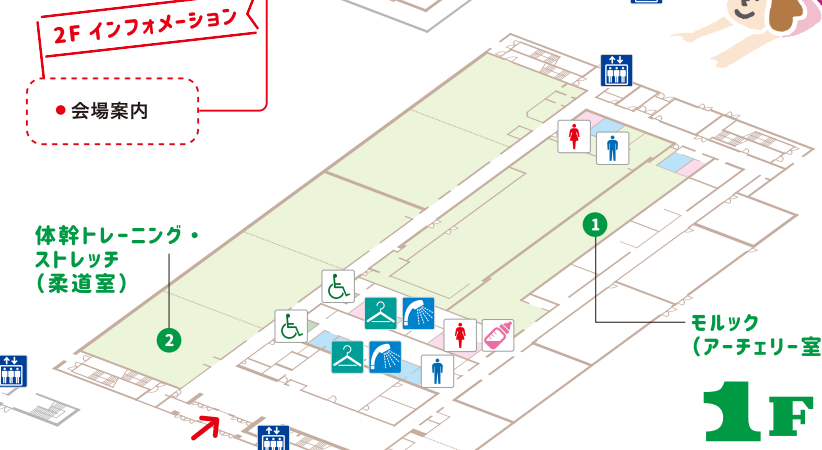 2F インフォメーション
● 会場案内
体幹トレーニング・
ストレッチ
（柔道室）
1
2
モルック
（アーチェリー室
1F